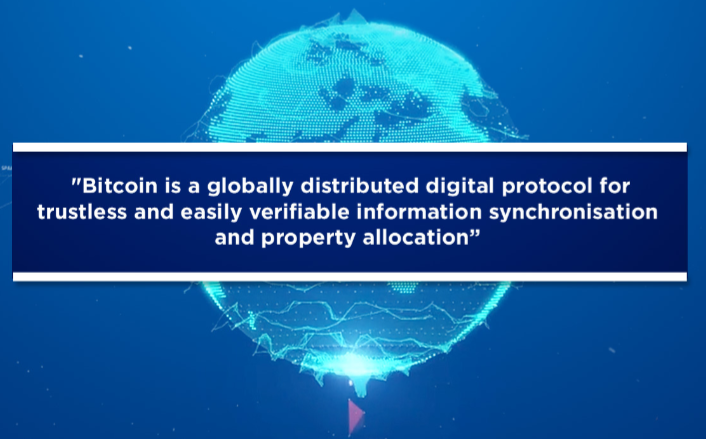 "Bitcoin is a globally distributed digital protocol for
trustless and easily verifiable information synchronisation
and property allocation”